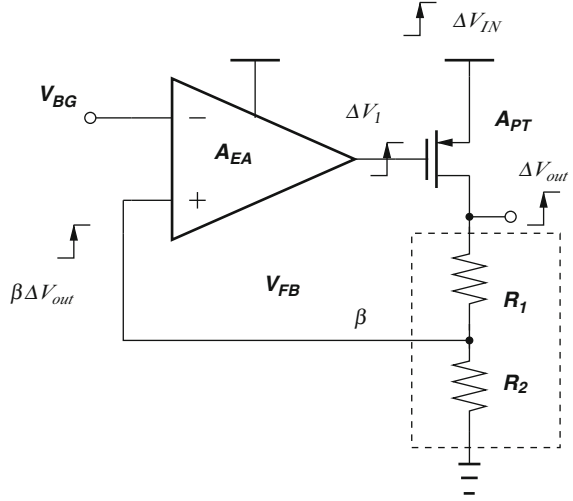 ΔV_IN
V_BG
−
A_EA
ΔV_1
A_PT
ΔV_out
+
βΔV_out
V_FB
R_1
β
R_2